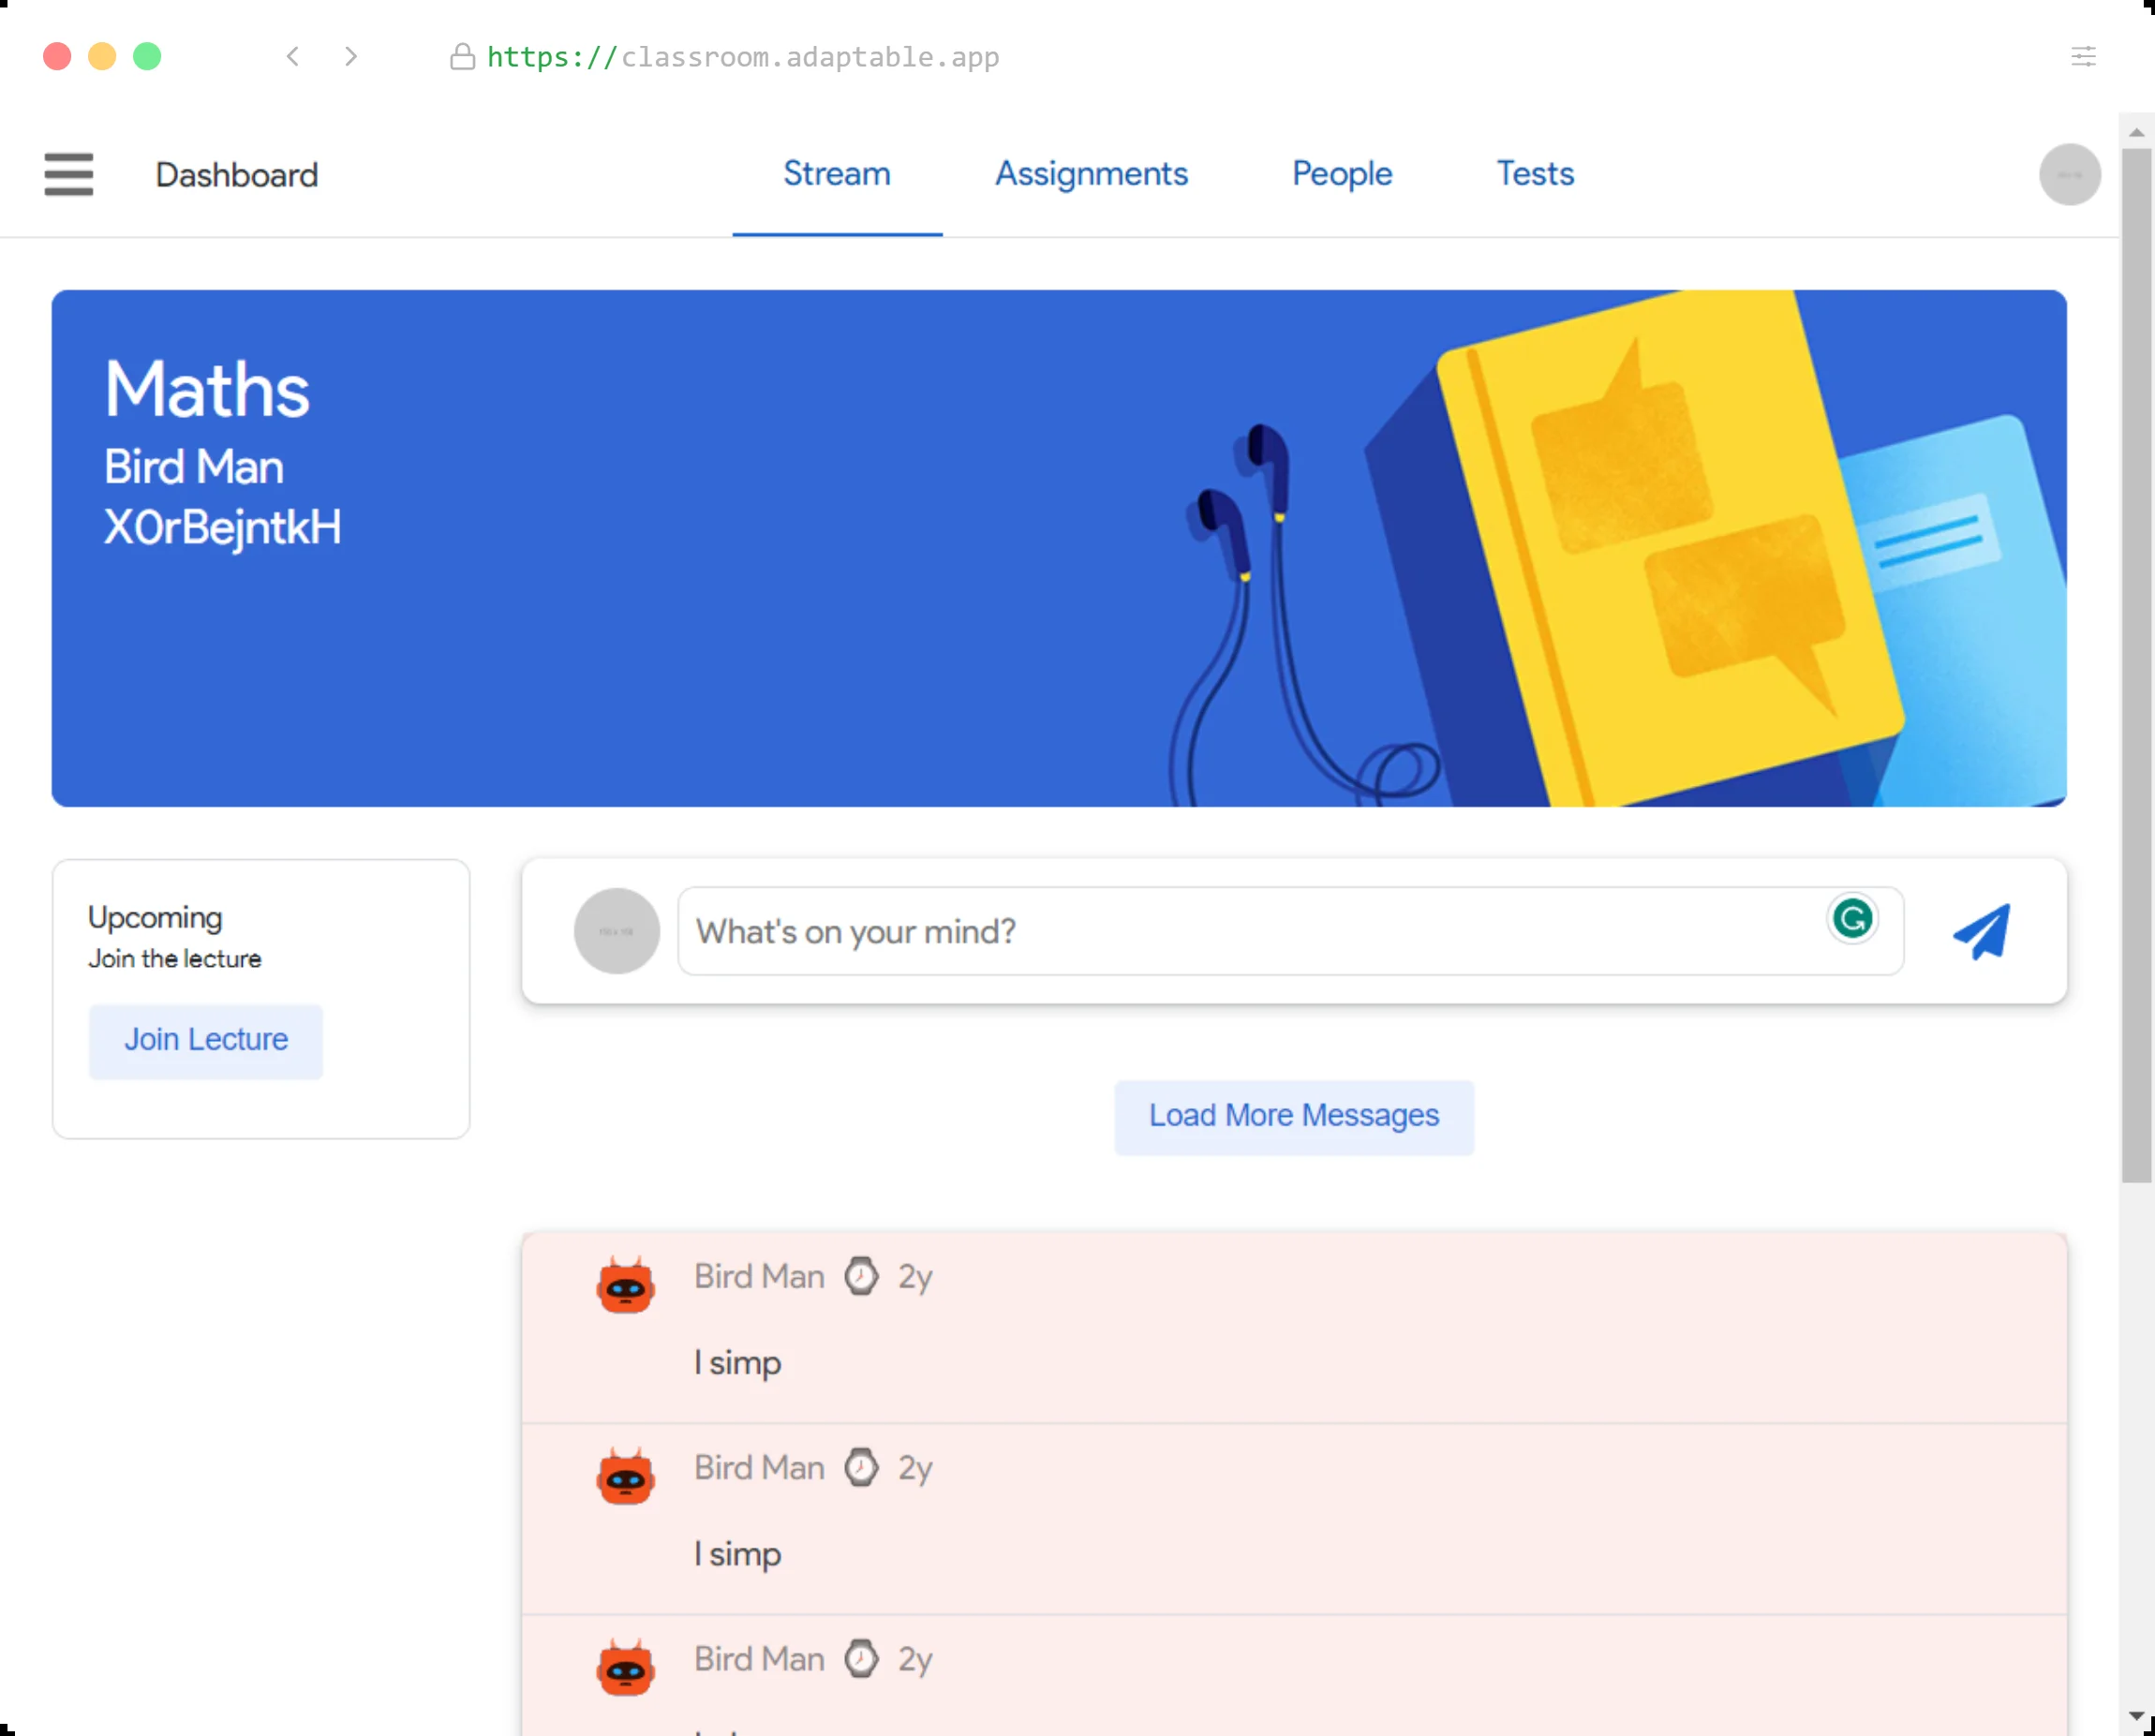 https://classroom.adaptable.app
Dashboard
Stream Assignments People Tests
Maths
Bird Man
X0rBejntkH
Upcoming
Join the lecture
Join Lecture
What's on your mind?
Load More Messages
Bird Man 2y
I simp
Bird Man 2y
I simp
Bird Man 2y